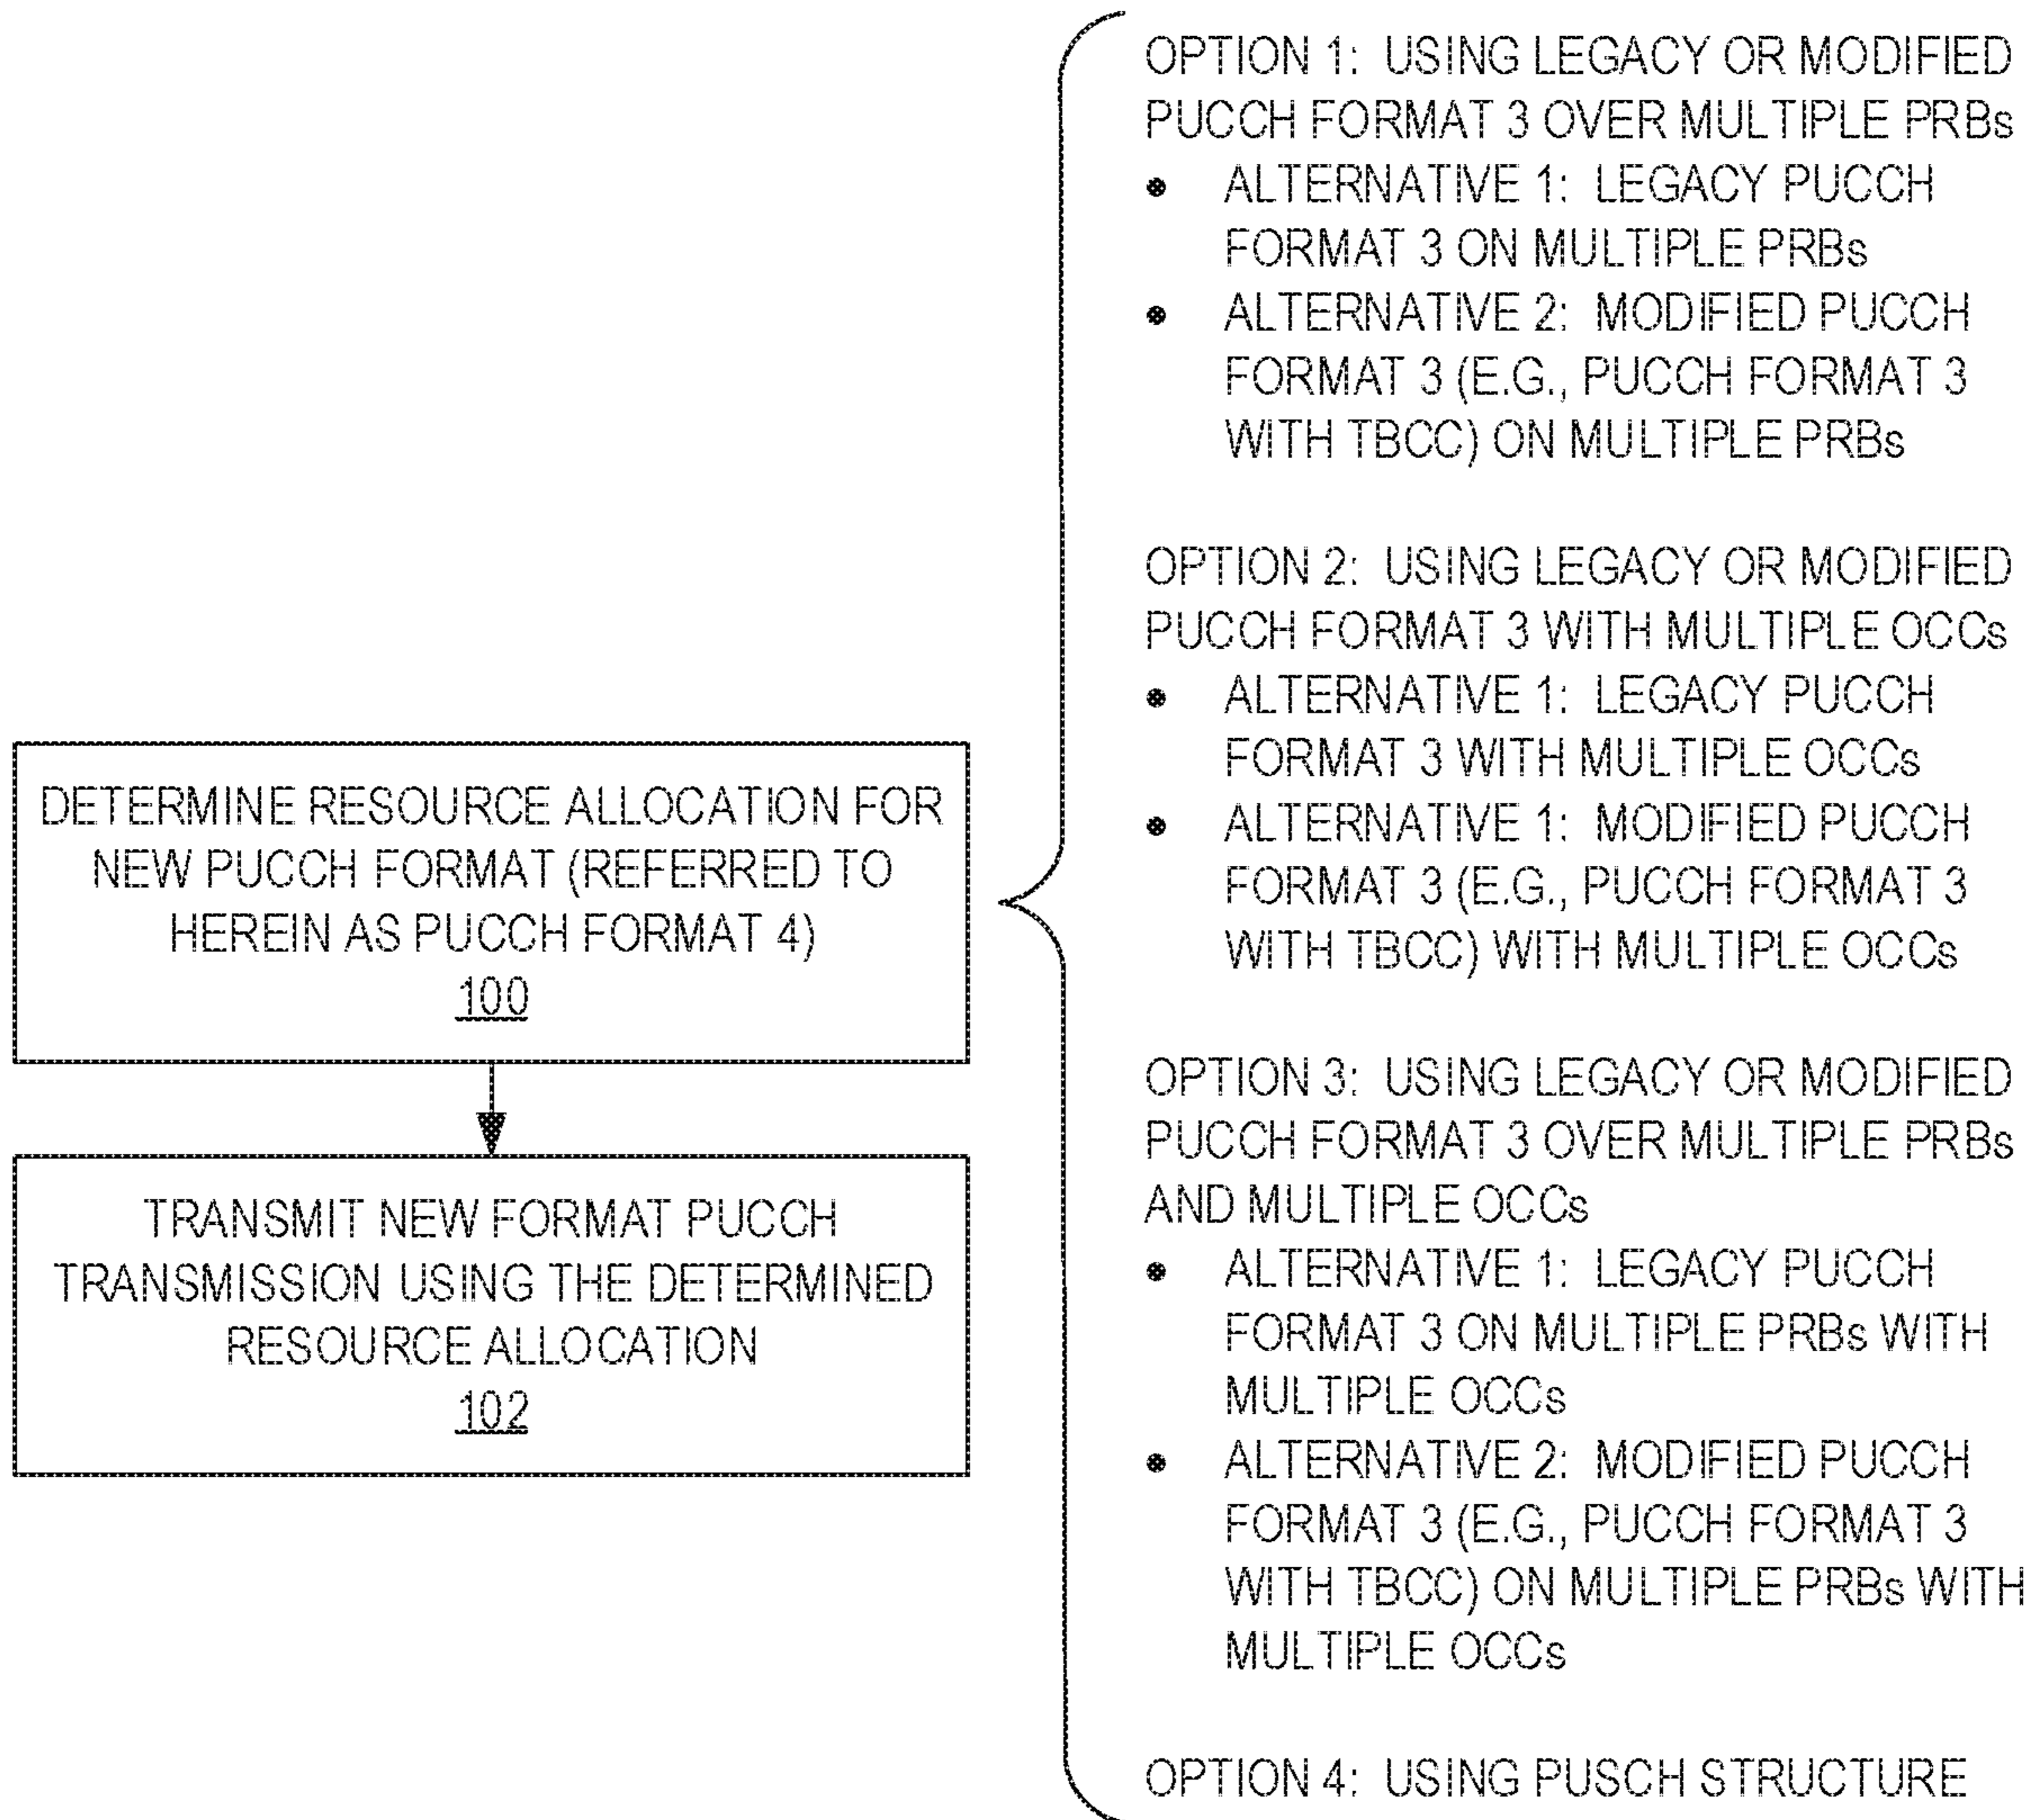 DETERMINE RESOURCE ALLOCATION FOR
NEW PUCCH FORMAT (REFERRED TO
HEREIN AS PUCCH FORMAT 4)
100
TRANSMIT NEW FORMAT PUCCH
TRANSMISSION USING THE DETERMINED
RESOURCE ALLOCATION
102
OPTION 1: USING LEGACY OR MODIFIED
PUCCH FORMAT 3 OVER MULTIPLE PRBs
• ALTERNATIVE 1: LEGACY PUCCH
FORMAT 3 ON MULTIPLE PRBs
• ALTERNATIVE 2: MODIFIED PUCCH
FORMAT 3 (E.G., PUCCH FORMAT 3
WITH TBCC) ON MULTIPLE PRBs
OPTION 2: USING LEGACY OR MODIFIED
PUCCH FORMAT 3 WITH MULTIPLE OCCs
• ALTERNATIVE 1: LEGACY PUCCH
FORMAT 3 WITH MULTIPLE OCCs
• ALTERNATIVE 1: MODIFIED PUCCH
FORMAT 3 (E.G., PUCCH FORMAT 3
WITH TBCC) WITH MULTIPLE OCCs
OPTION 3: USING LEGACY OR MODIFIED
PUCCH FORMAT 3 OVER MULTIPLE PRBs
AND MULTIPLE OCCs
• ALTERNATIVE 1: LEGACY PUCCH
FORMAT 3 ON MULTIPLE PRBs WITH
MULTIPLE OCCs
• ALTERNATIVE 2: MODIFIED PUCCH
FORMAT 3 (E.G., PUCCH FORMAT 3
WITH TBCC) ON MULTIPLE PRBs WITH
MULTIPLE OCCs
OPTION 4: USING PUSCH STRUCTURE